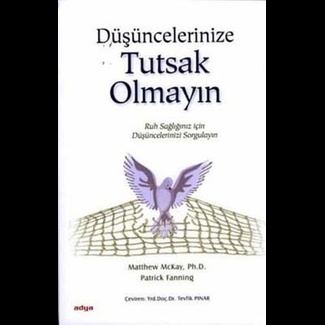 Düşüncelerinize
Tutsak
Olmayın
Ruh Sağlığınız için
Düşüncelerinizi Sorgulayın
Matthew McKay, Ph.D.
Patrick Fanning
Çeviren: Yrd.Doç.Dr. Tevfik PINAR
adya